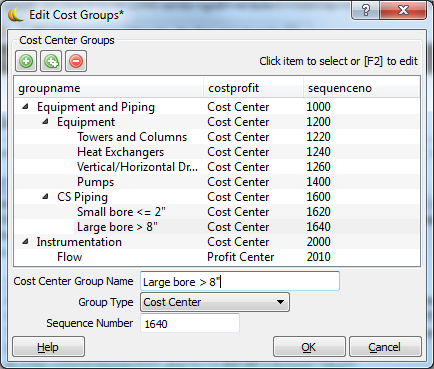 Edit Cost Groups*
Cost Center Groups
Click item to select or [F2] to edit
groupname costprofit sequenceno
Equipment and Piping Cost Center 1000
Equipment Cost Center 1200
Towers and Columns Cost Center 1220
Heat Exchangers Cost Center 1240
Vertical/Horizontal Dr... Cost Center 1260
Pumps Cost Center 1400
CS Piping Cost Center 1600
Small bore <= 2" Cost Center 1620
Large bore > 8" Cost Center 1640
Instrumentation Cost Center 2000
Flow Profit Center 2010
Cost Center Group Name Large bore > 8"
Group Type Cost Center
Sequence Number 1640
Help OK Cancel